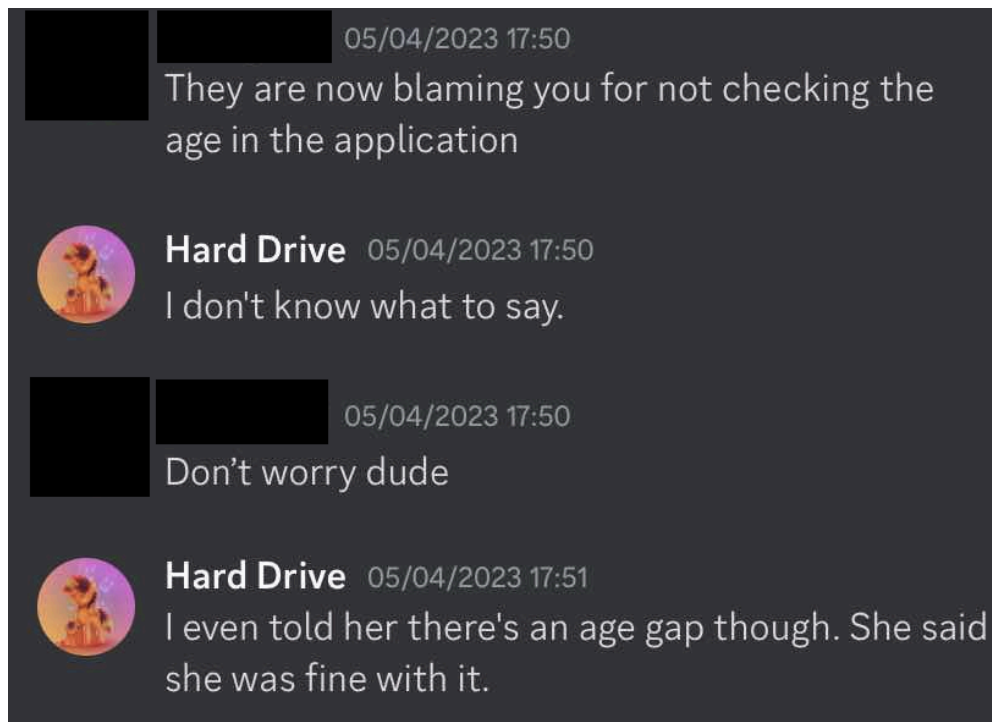 05/04/2023 17:50
They are now blaming you for not checking the
age in the application
Hard Drive 05/04/2023 17:50
I don't know what to say.
05/04/2023 17:50
Don’t worry dude
Hard Drive 05/04/2023 17:51
I even told her there's an age gap though. She said
she was fine with it.